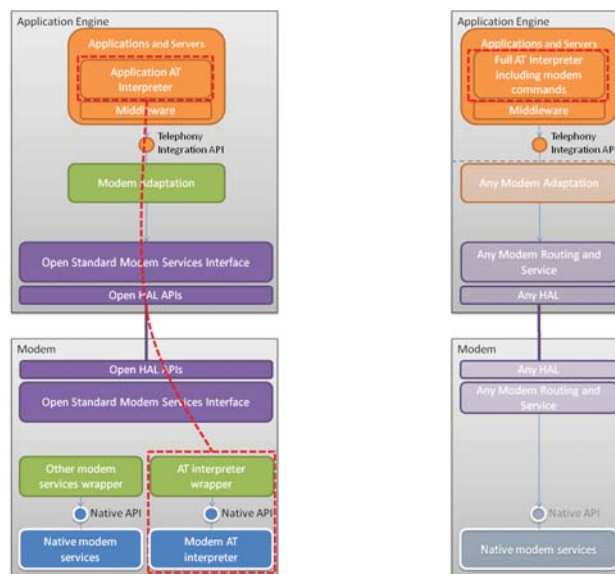 Application Engine
Applications and Servers
Application AT
Interpreter
Middleware
Telephony
Integration API
Modem Adaptation
Open Standard Modem Services Interface
Open HAL APIs
Modem
Open HAL APIs
Open Standard Modem Services Interface
Other modem
services wrapper
AT interpreter
wrapper
Native API
Native API
Native modem
services
Modem AT
interpreter
Application Engine
Applications and Servers
Full AT Interpreter
including modem
commands
Middleware
Telephony
Integration API
Any Modem Adaptation
Any Modem Routing and
Service
Any HAL
Modem
Any HAL
Any Modem Routing and
Service
Native API
Native modem services